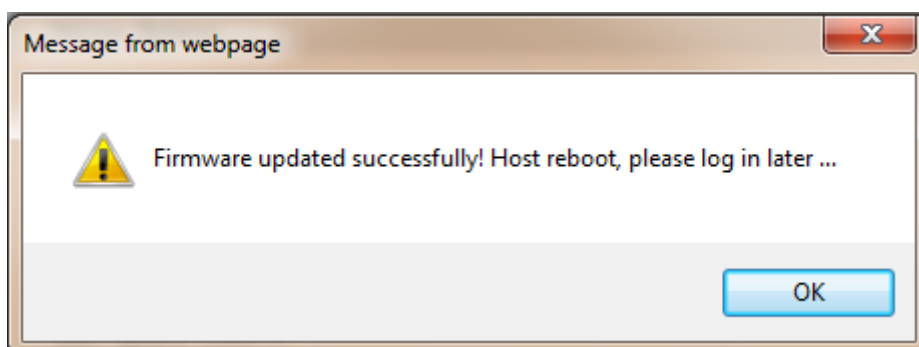 Message from webpage
Firmware updated successfully! Host reboot, please log in later ...
OK